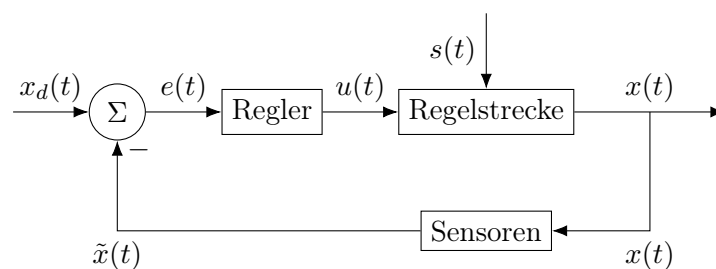 s(t)
x_d(t)
e(t)
u(t)
x(t)
Σ
Regler
Regelstrecke
−
Sensoren
x̃(t)
x(t)